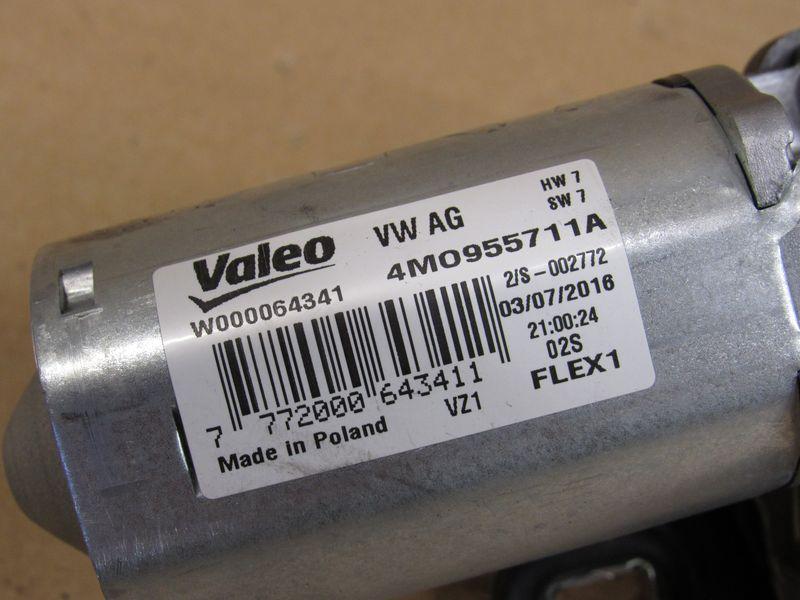 Valeo
VW AG
HW 7
SW 7
W000064341
4M0955711A
2/S-002772
03/07/2016
21:00:24
02S
FLEX1
7 772000 643411
VZ1
Made in Poland